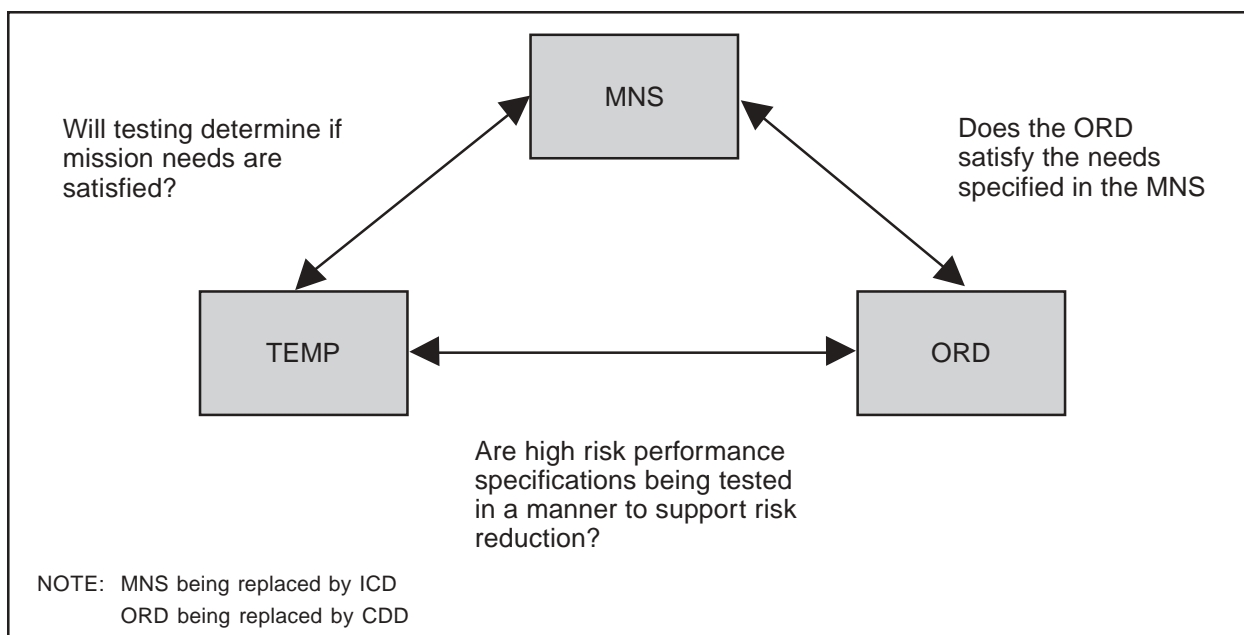 MNS
Will testing determine if
mission needs are
satisfied?
Does the ORD
satisfy the needs
specified in the MNS
TEMP
ORD
Are high risk performance
specifications being tested
in a manner to support risk
reduction?
NOTE: MNS being replaced by ICD
ORD being replaced by CDD